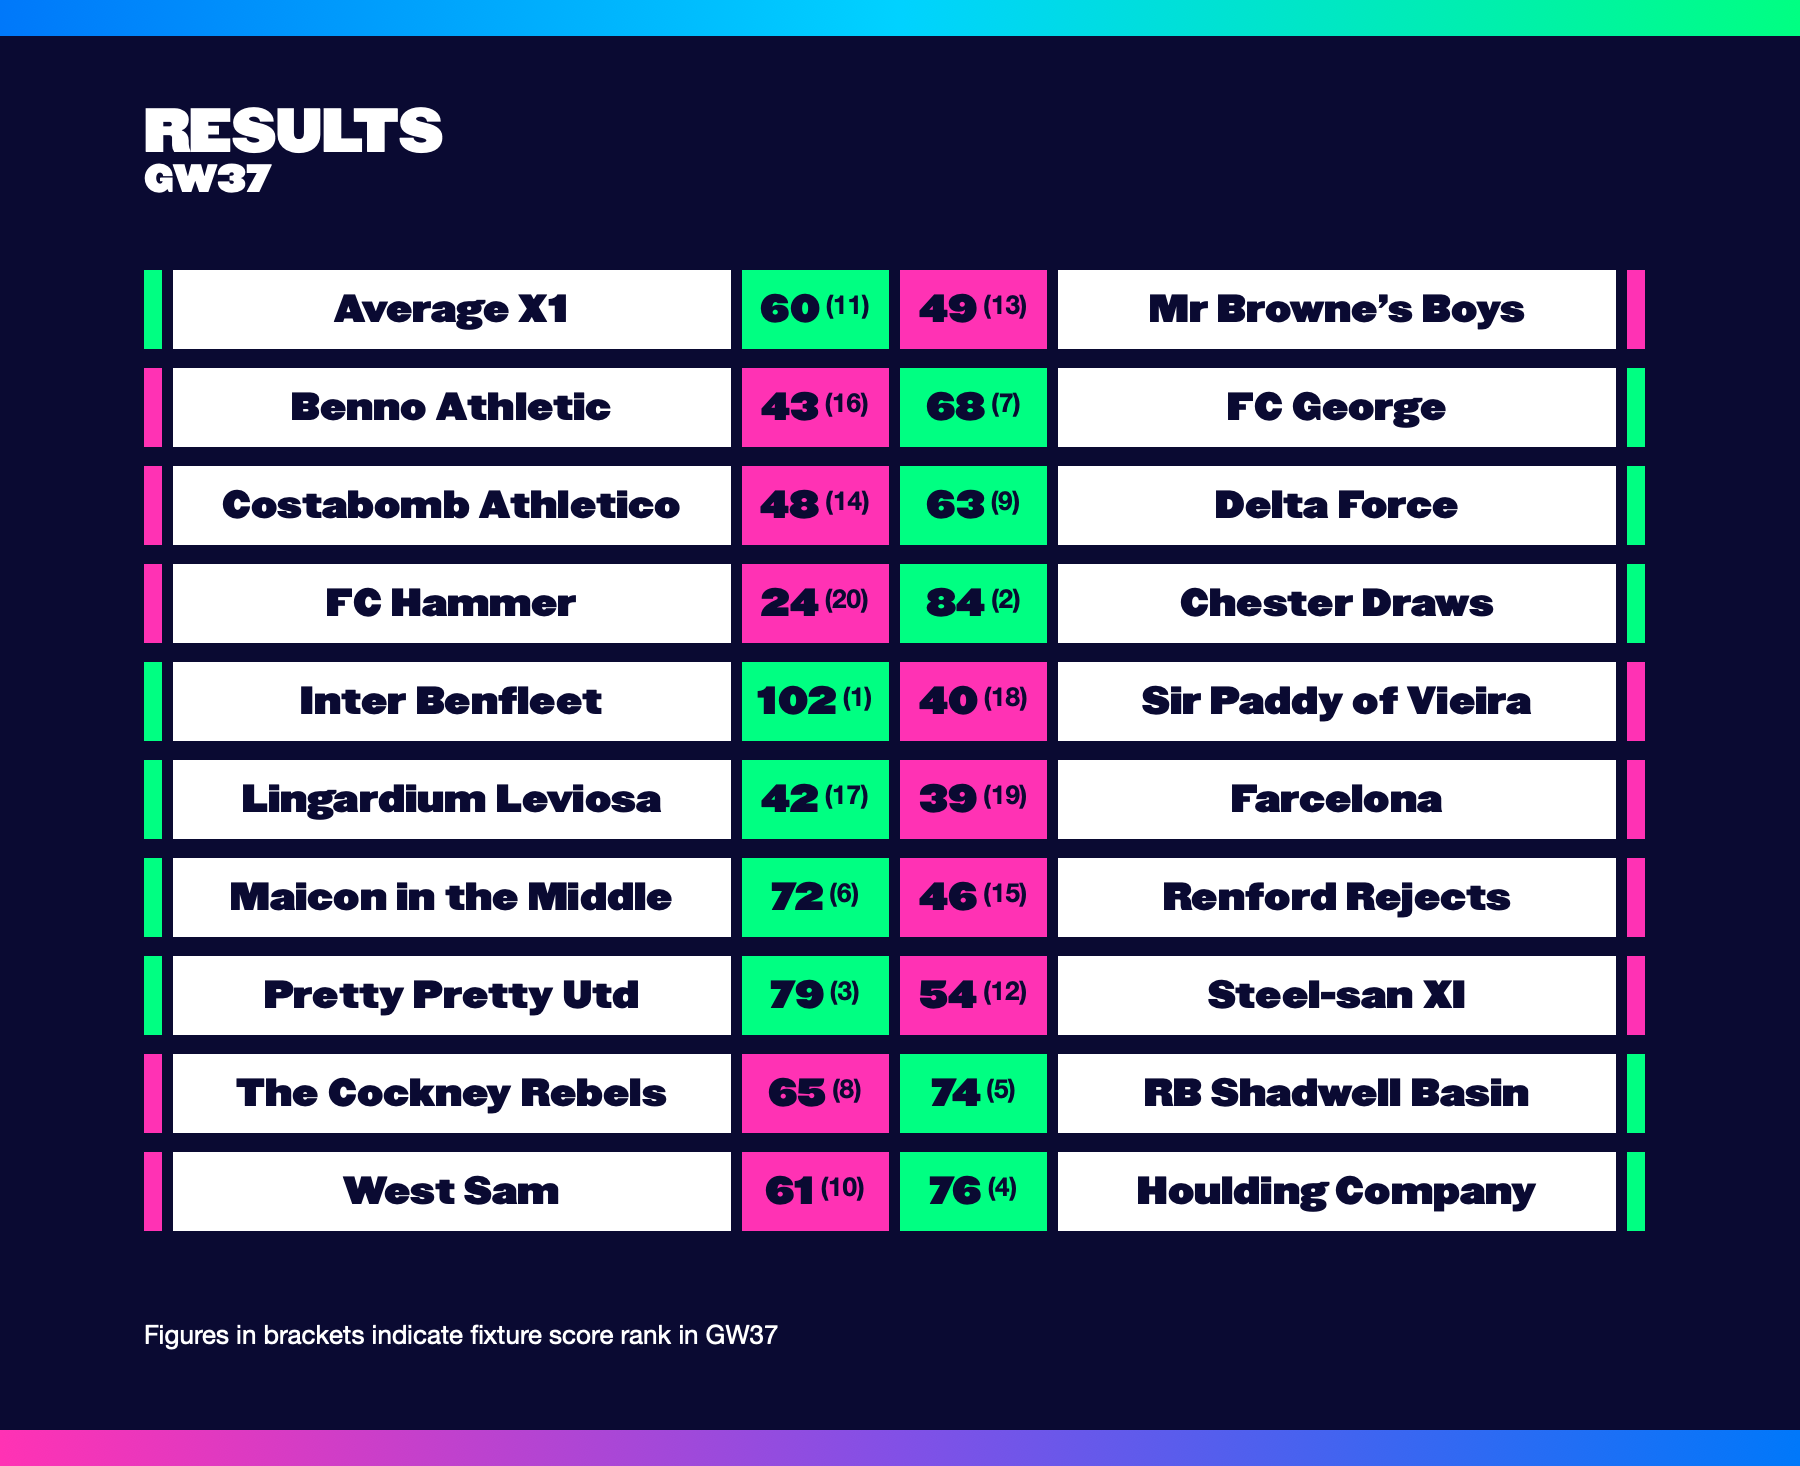 RESULTS
GW37
Average X1 60 (11) 49 (13) Mr Browne’s Boys
Benno Athletic 43 (16) 68 (7) FC George
Costabomb Athletico 48 (14) 63 (9) Delta Force
FC Hammer 24 (20) 84 (2) Chester Draws
Inter Benfleet 102 (1) 40 (18) Sir Paddy of Vieira
Lingardium Leviosa 42 (17) 39 (19) Farcelona
Maicon in the Middle 72 (6) 46 (15) Renford Rejects
Pretty Pretty Utd 79 (3) 54 (12) Steel-san XI
The Cockney Rebels 65 (8) 74 (5) RB Shadwell Basin
West Sam 61 (10) 76 (4) Houlding Company
Figures in brackets indicate fixture score rank in GW37